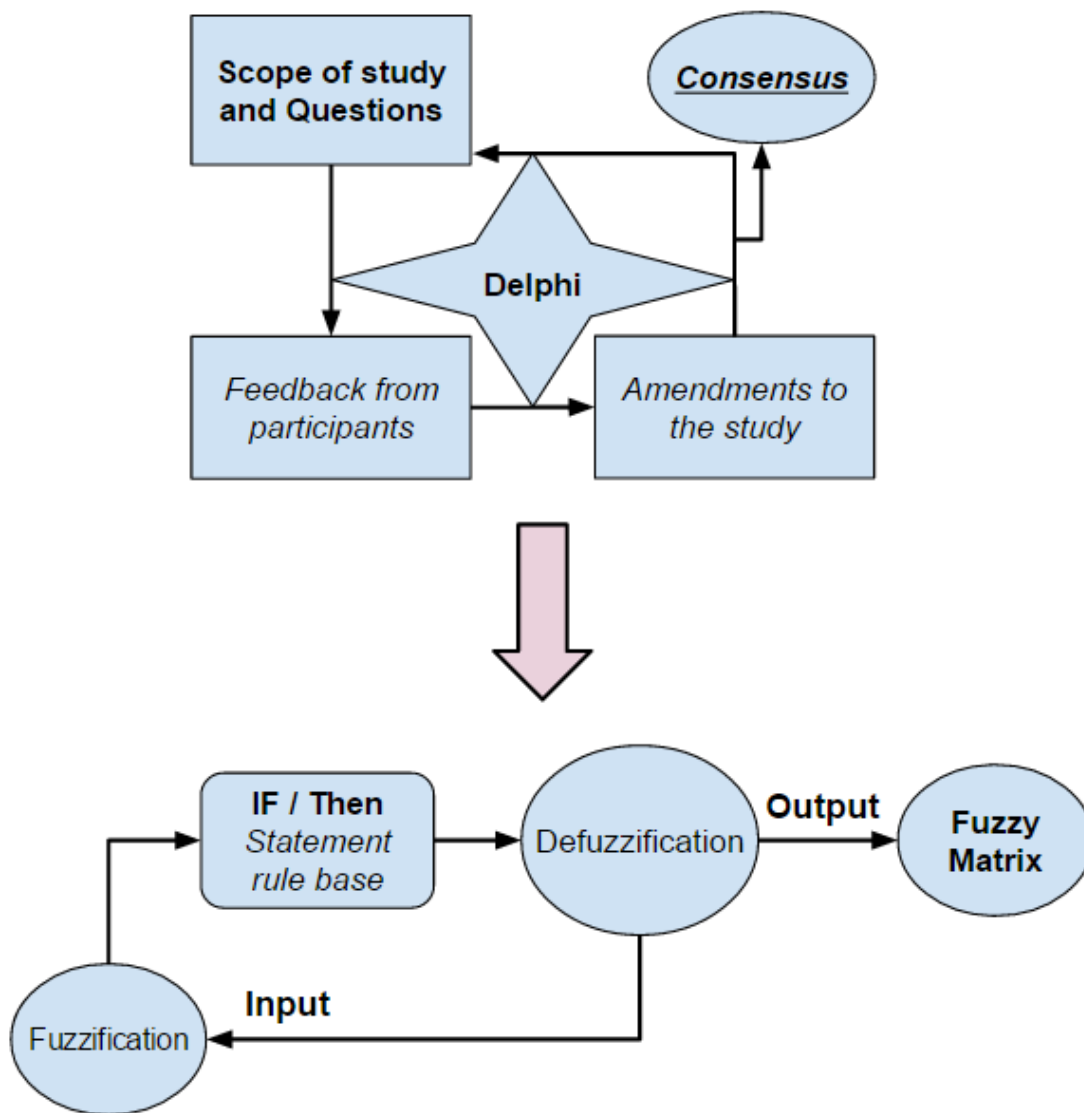 Scope of study
and Questions
Consensus
Delphi
Feedback from
participants
Amendments to
the study
IF / Then
Statement
rule base
Defuzzification
Output
Fuzzy
Matrix
Input
Fuzzification